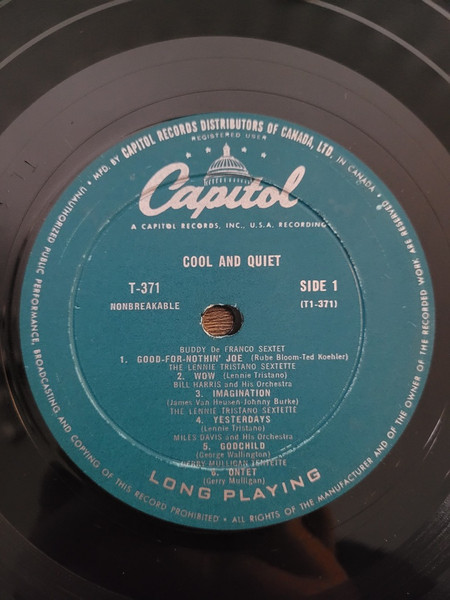 • MFD. BY CAPITOL RECORDS DISTRIBUTORS OF CANADA, LTD. IN CANADA •
REGISTERED USER
Capitol
A CAPITOL RECORDS, INC., U.S.A. RECORDING
COOL AND QUIET
T-371 SIDE 1
NONBREAKABLE (T1-371)
BUDDY De FRANCO SEXTET
1. GOOD-FOR-NOTHIN' JOE (Rube Bloom-Ted Koehler)
THE LENNIE TRISTANO SEXTETTE
2. WOW (Lennie Tristano)
BILL HARRIS and His Orchestra
3. IMAGINATION
(James Van Heusen-Johnny Burke)
THE LENNIE TRISTANO SEXTETTE
4. YESTERDAYS
(Lennie Tristano)
MILES DAVIS and His Orchestra
5. GODCHILD
(George Wallington)
GERRY MULLIGAN TENTETTE
6. ONTET
(Gerry Mulligan)
LONG PLAYING
UNAUTHORIZED PUBLIC PERFORMANCE, BROADCASTING AND COPYING OF THIS RECORD PROHIBITED • ALL RIGHTS OF THE MANUFACTURER AND OF THE OWNER OF THE RECORDED WORK ARE RESERVED